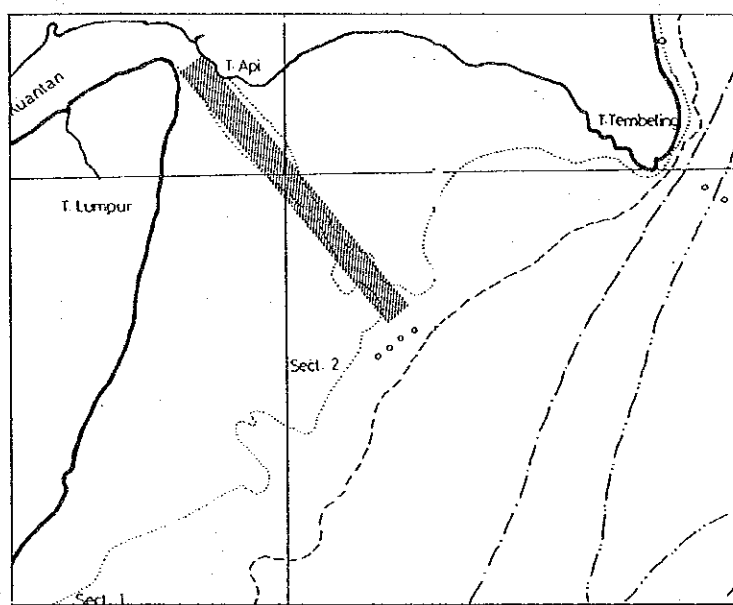 Kuantan
T. Api
T. Tembeling
T. Lumpur
Sect. 2
Sect. 1